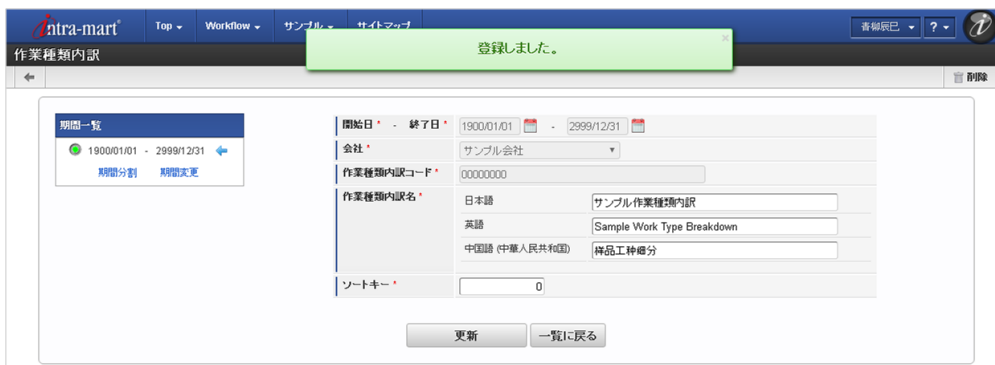 intra-mart Top Workflow サンプル サイトマップ 青柳辰巳 ?
登録しました。 ×
作業種類内訳
削除
期間一覧
1900/01/01 - 2999/12/31
期間分割 期間変更
開始日* - 終了日* 1900/01/01 - 2999/12/31
会社* サンプル会社
作業種類内訳コード* 00000000
作業種類内訳名*
日本語 サンプル作業種類内訳
英語 Sample Work Type Breakdown
中国語 (中華人民共和国) 样品工种细分
ソートキー* 0
更新 一覧に戻る